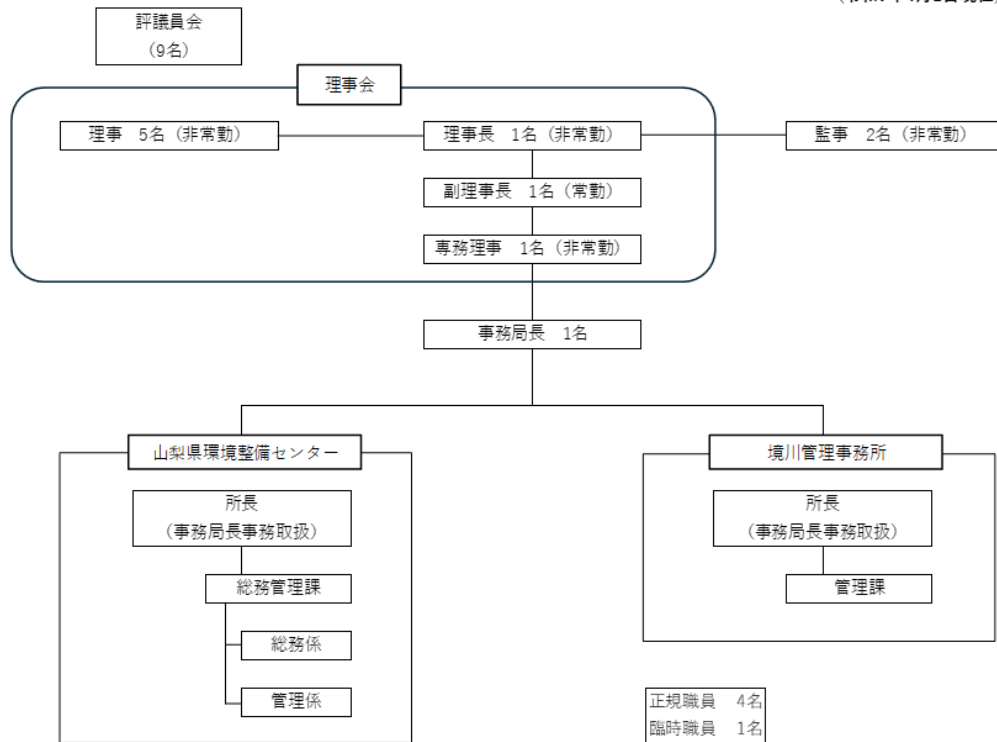 評議員会
(9名)
理事会
理事 5名（非常勤）
理事長 1名（非常勤）
監事 2名（非常勤）
副理事長 1名（常勤）
専務理事 1名（非常勤）
事務局長 1名
山梨県環境整備センター
境川管理事務所
所長
（事務局長事務取扱）
所長
（事務局長事務取扱）
総務管理課
管理課
総務係
管理係
正規職員 4名
臨時職員 1名